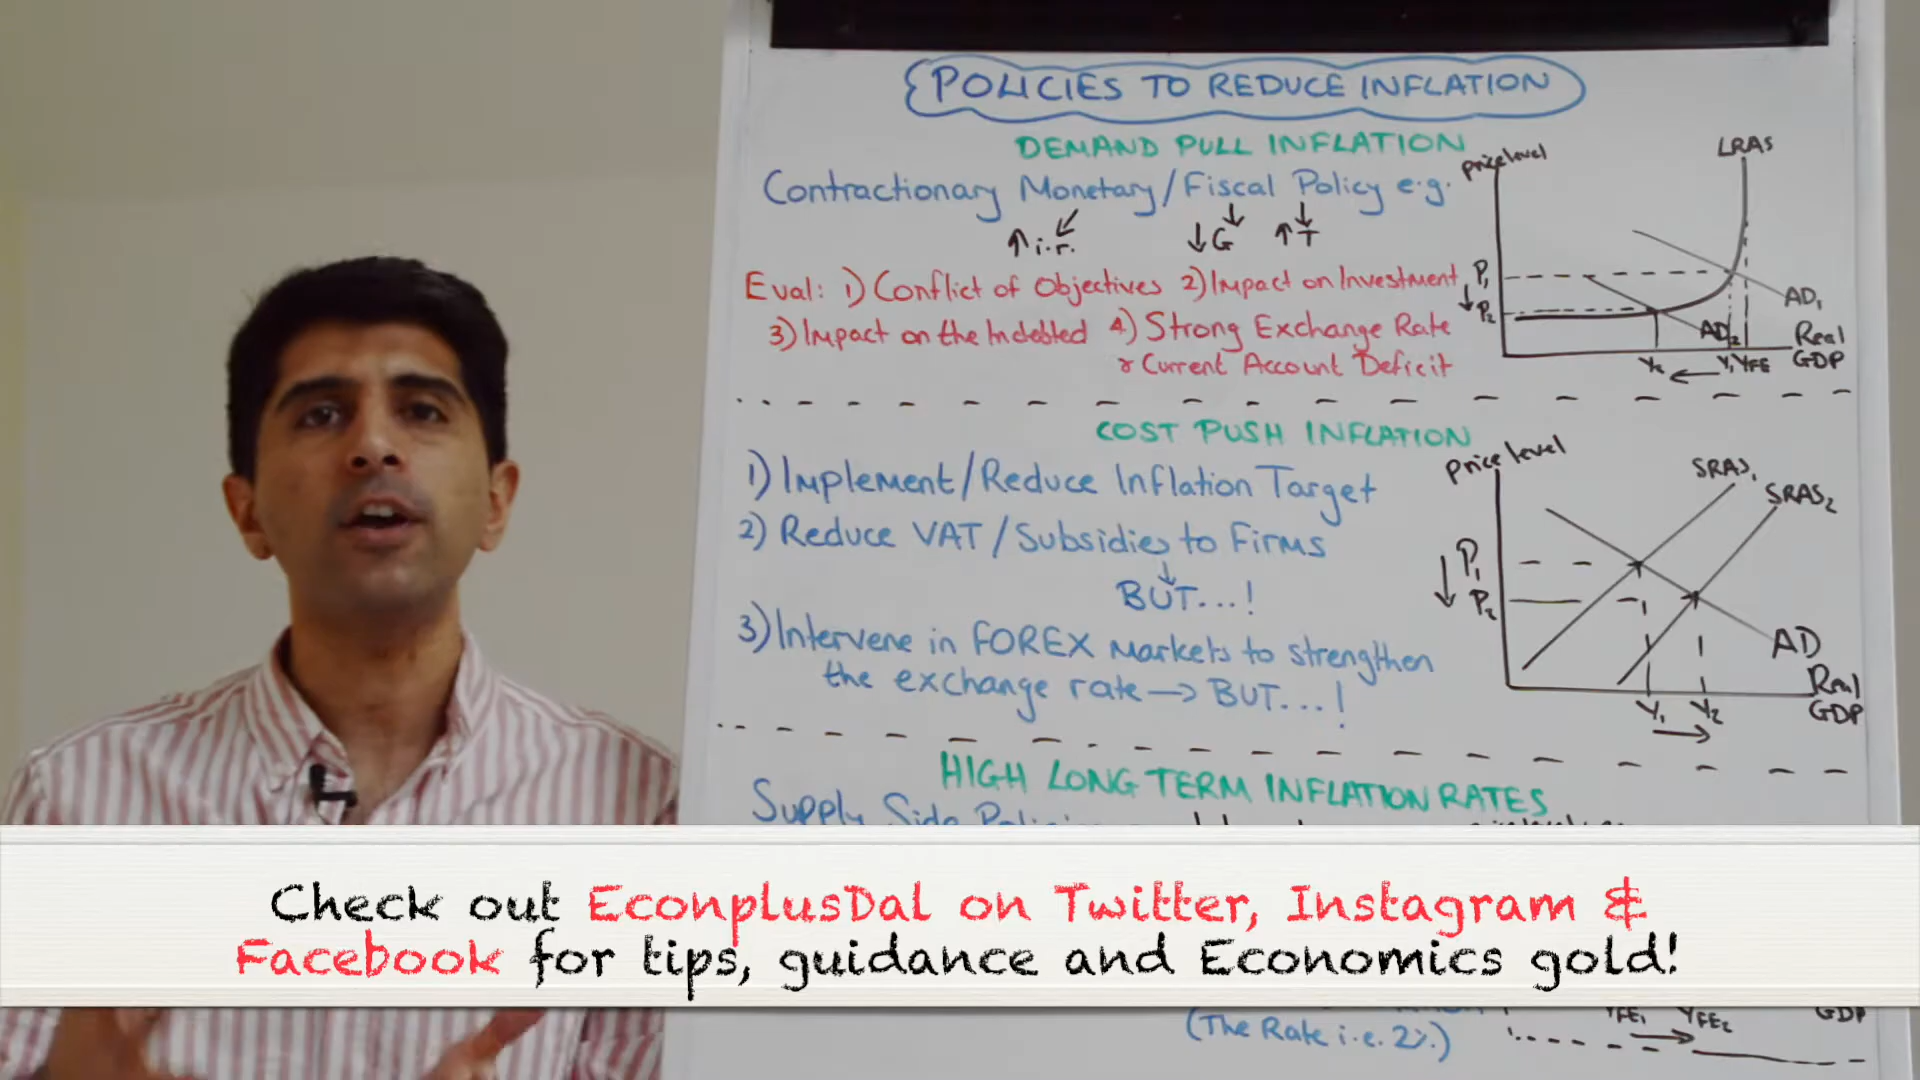 POLICIES TO REDUCE INFLATION
DEMAND PULL INFLATION
Contractionary Monetary/Fiscal Policy e.g.
↑i.r. ↓G ↑T
Eval: 1) Conflict of Objectives 2) Impact on Investment
3) Impact on the Indebted 4) Strong Exchange Rate
& Current Account Deficit
Price level
LRAS
P1
↓P2
AD1
AD2
Y2 ← Y1 YFE
Real
GDP
COST PUSH INFLATION
1) Implement/Reduce Inflation Target
2) Reduce VAT/Subsidies to Firms
BUT...!
3) Intervene in FOREX markets to strengthen
the exchange rate → BUT...!
Price level
SRAS1
SRAS2
↓P1
P2
AD
Real
GDP
Y1 Y2
→
HIGH LONG TERM INFLATION RATES
Supply Side Policies
Check out EconplusDal on Twitter, Instagram &
Facebook for tips, guidance and Economics gold!
YFE1 → YFE2
GDP
(The Rate i.e. 2%)